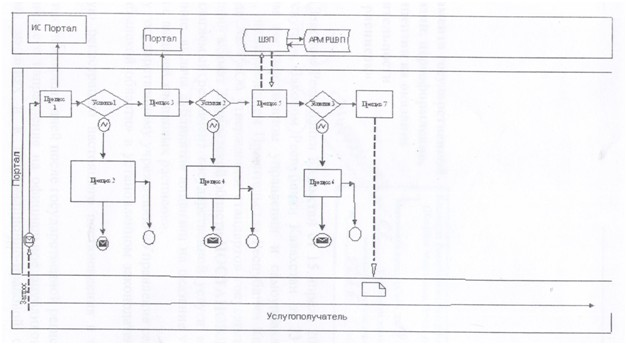 ИС Портал
Портал
ШЭП
АРМ РШЭП
Процесс
1
Условие 1
Процесс 3
Условие 2
Процесс 5
Условие 3
Процесс 7
Процесс 2
Процесс 4
Процесс 6
Портал
Запрос
Услугополучатель